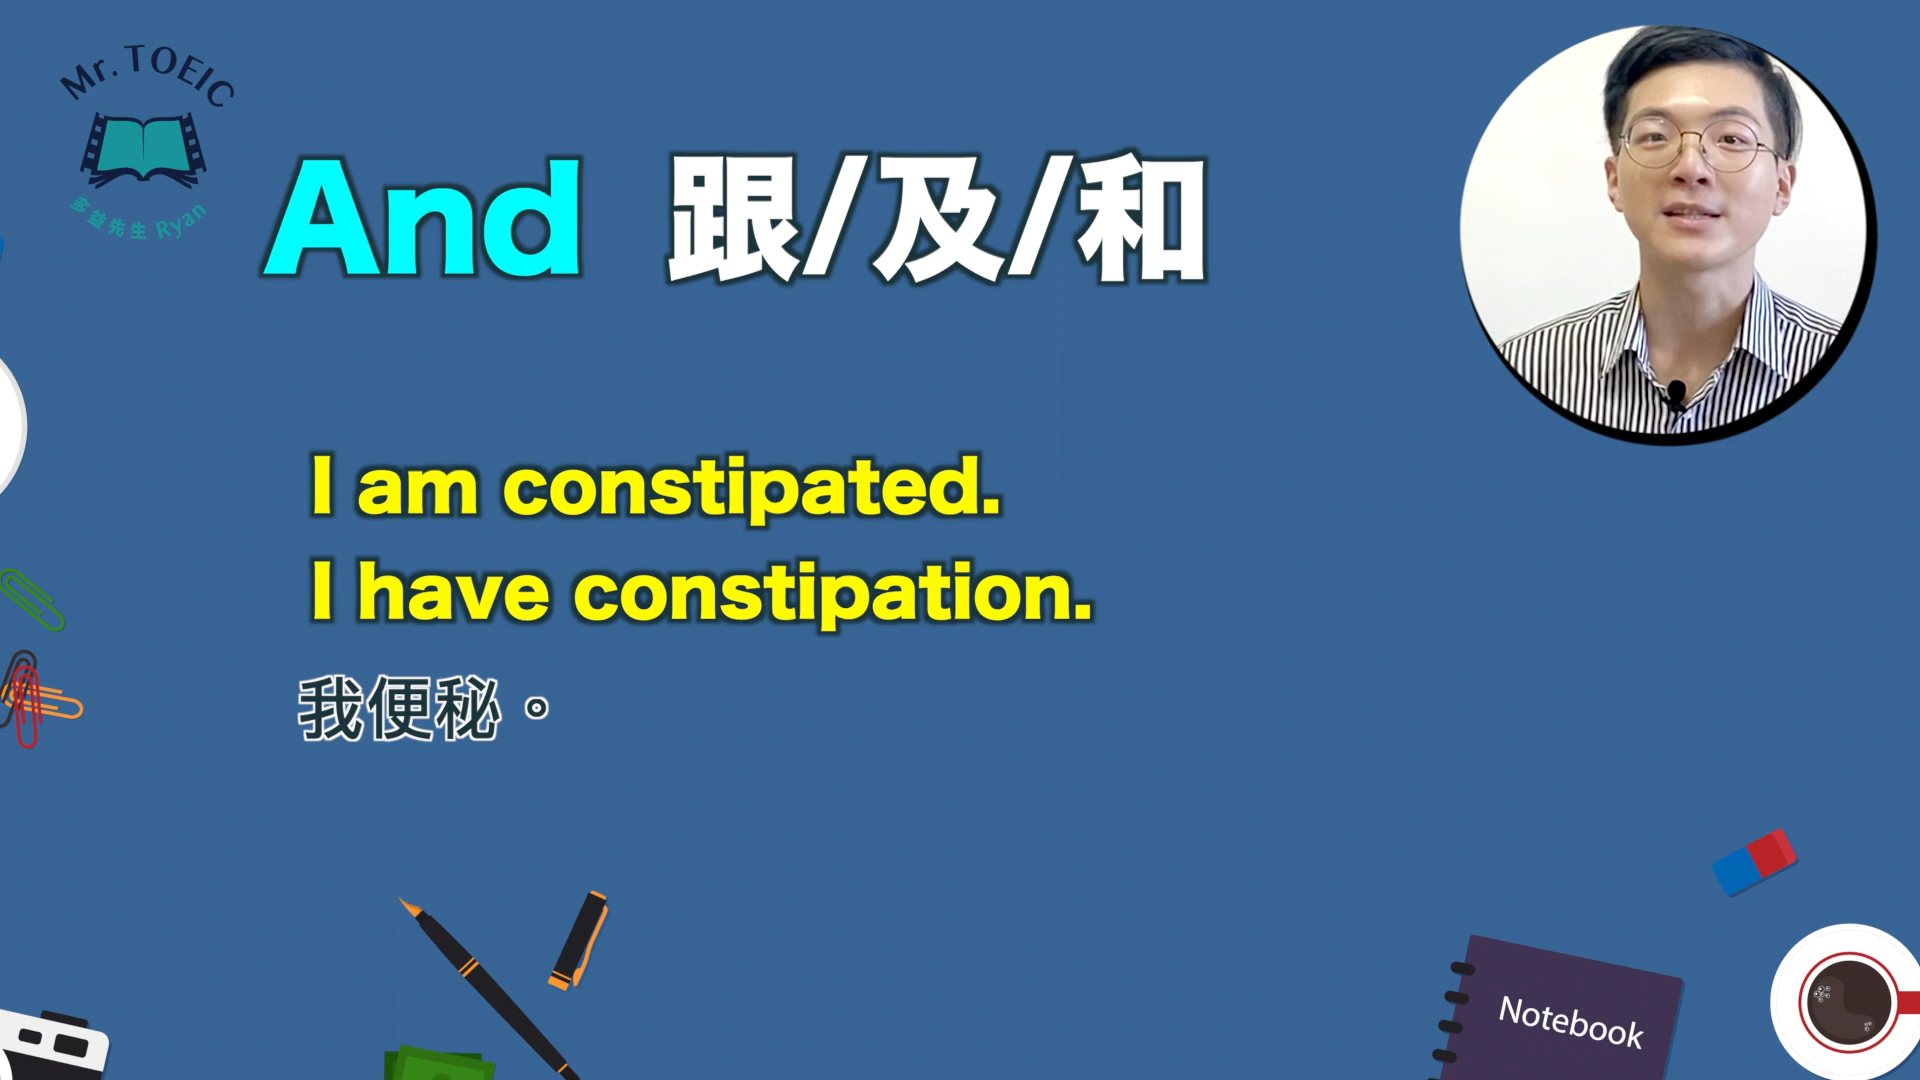 Mr. TOEIC
多益先生 Ryan
And 跟/及/和
I am constipated.
I have constipation.
我便秘。
Notebook